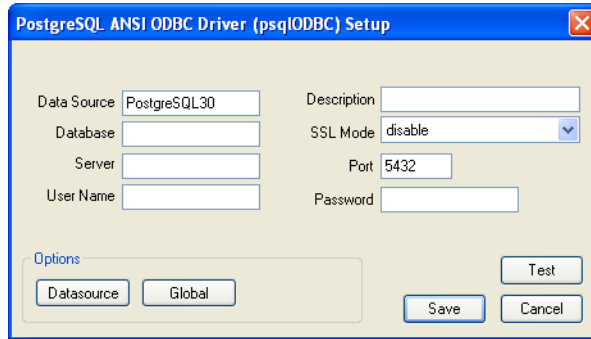 PostgreSQL ANSI ODBC Driver (psqlODBC) Setup
Data Source PostgreSQL30 Description
Database SSL Mode disable
Server Port 5432
User Name Password
Options
Datasource Global
Test
Save Cancel